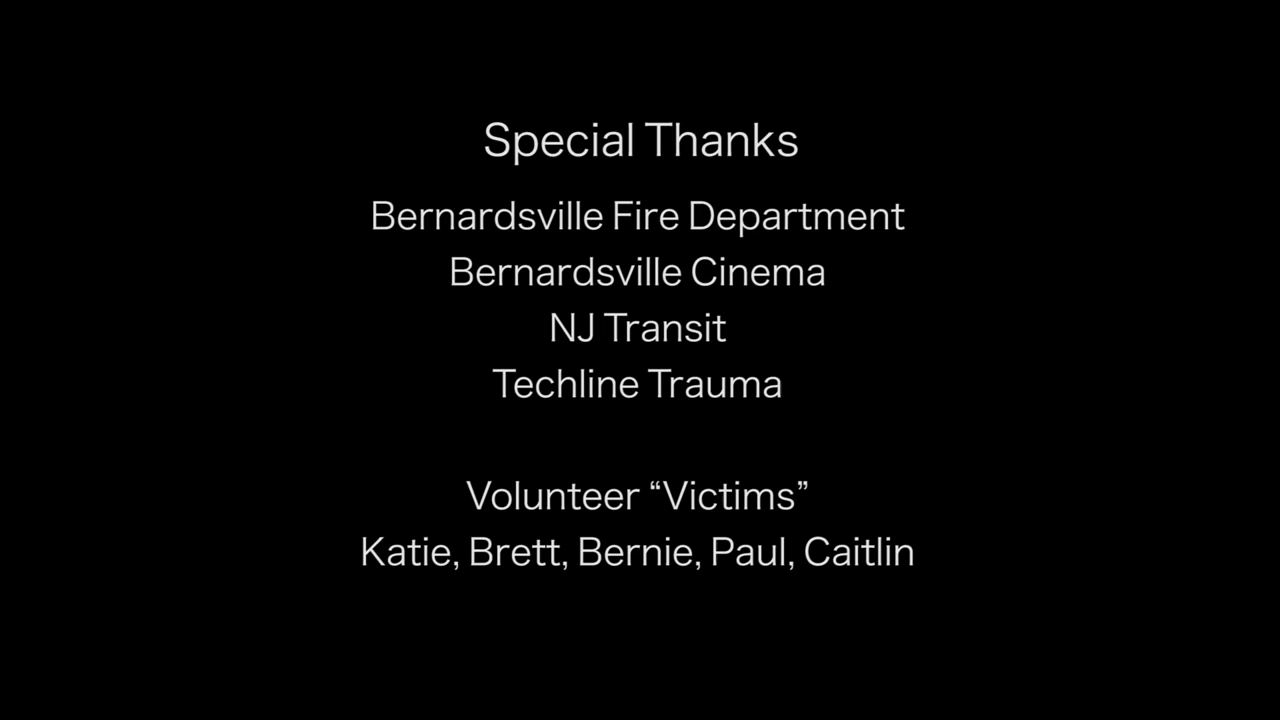 Special Thanks
Bernardsville Fire Department
Bernardsville Cinema
NJ Transit
Techline Trauma
Volunteer “Victims”
Katie, Brett, Bernie, Paul, Caitlin